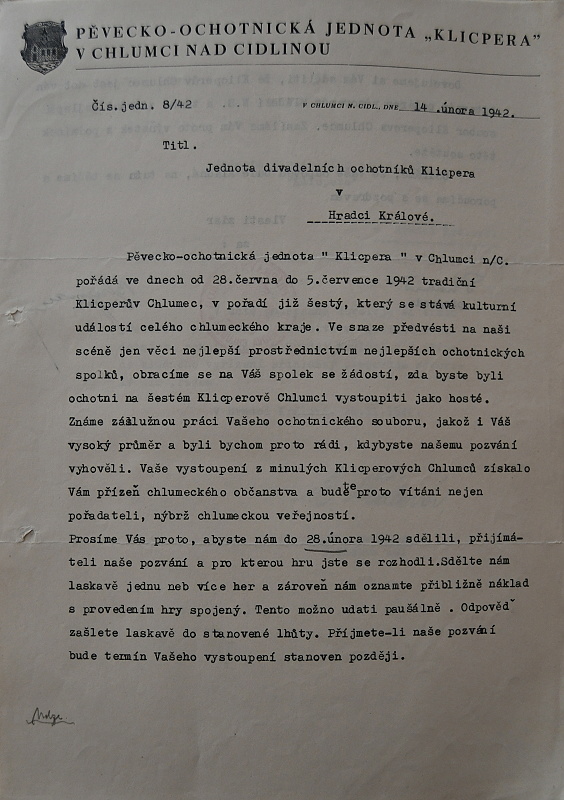 PĚVECKO-OCHOTNICKÁ JEDNOTA „KLICPERA"
V CHLUMCI NAD CIDLINOU
Čís.jedn. 8/42 V CHLUMCI N. CIDL., DNE 14 .února 1942.
Titl.
Jednota divadelních ochotníků Klicpera
v
Hradci Králové.
Pěvecko-ochotnická jednota " Klicpera " v Chlumci n/C.
pořádá ve dnech od 28.června do 5.července 1942 tradiční
Klicperův Chlumec, v pořadí již šestý, který se stává kulturní
událostí celého chlumeckého kraje. Ve snaze předvésti na naši
scéně jen věci nejlepší prostřednictvím nejlepších ochotnických
spolků, obracíme se na Váš spolek se žádostí, zda byste byli
ochotni na šestém Klicperově Chlumci vystoupiti jako hosté.
Známe záslužnou práci Vašeho ochotnického souboru, jakož i Váš
vysoký průměr a byli bychom proto rádi, kdybyste našemu pozvání
vyhověli. Vaše vystoupení z minulých Klicperových Chlumců získalo
Vám přízeň chlumeckého občanstva a budete proto vítáni nejen
pořadateli, nýbrž chlumeckou veřejností.
Prosíme Vás proto, abyste nám do 28.února 1942 sdělili, přijímá-
teli naše pozvání a pro kterou hru jste se rozhodli.Sdělte nám
laskavě jednu neb více her a zároveň nám oznamte přibližně náklad
s provedením hry spojený. Tento možno udati paušálně . Odpověď
zašlete laskavě do stanovené lhůty. Příjmete-li naše pozvání
bude termín Vašeho vystoupení stanoven později.